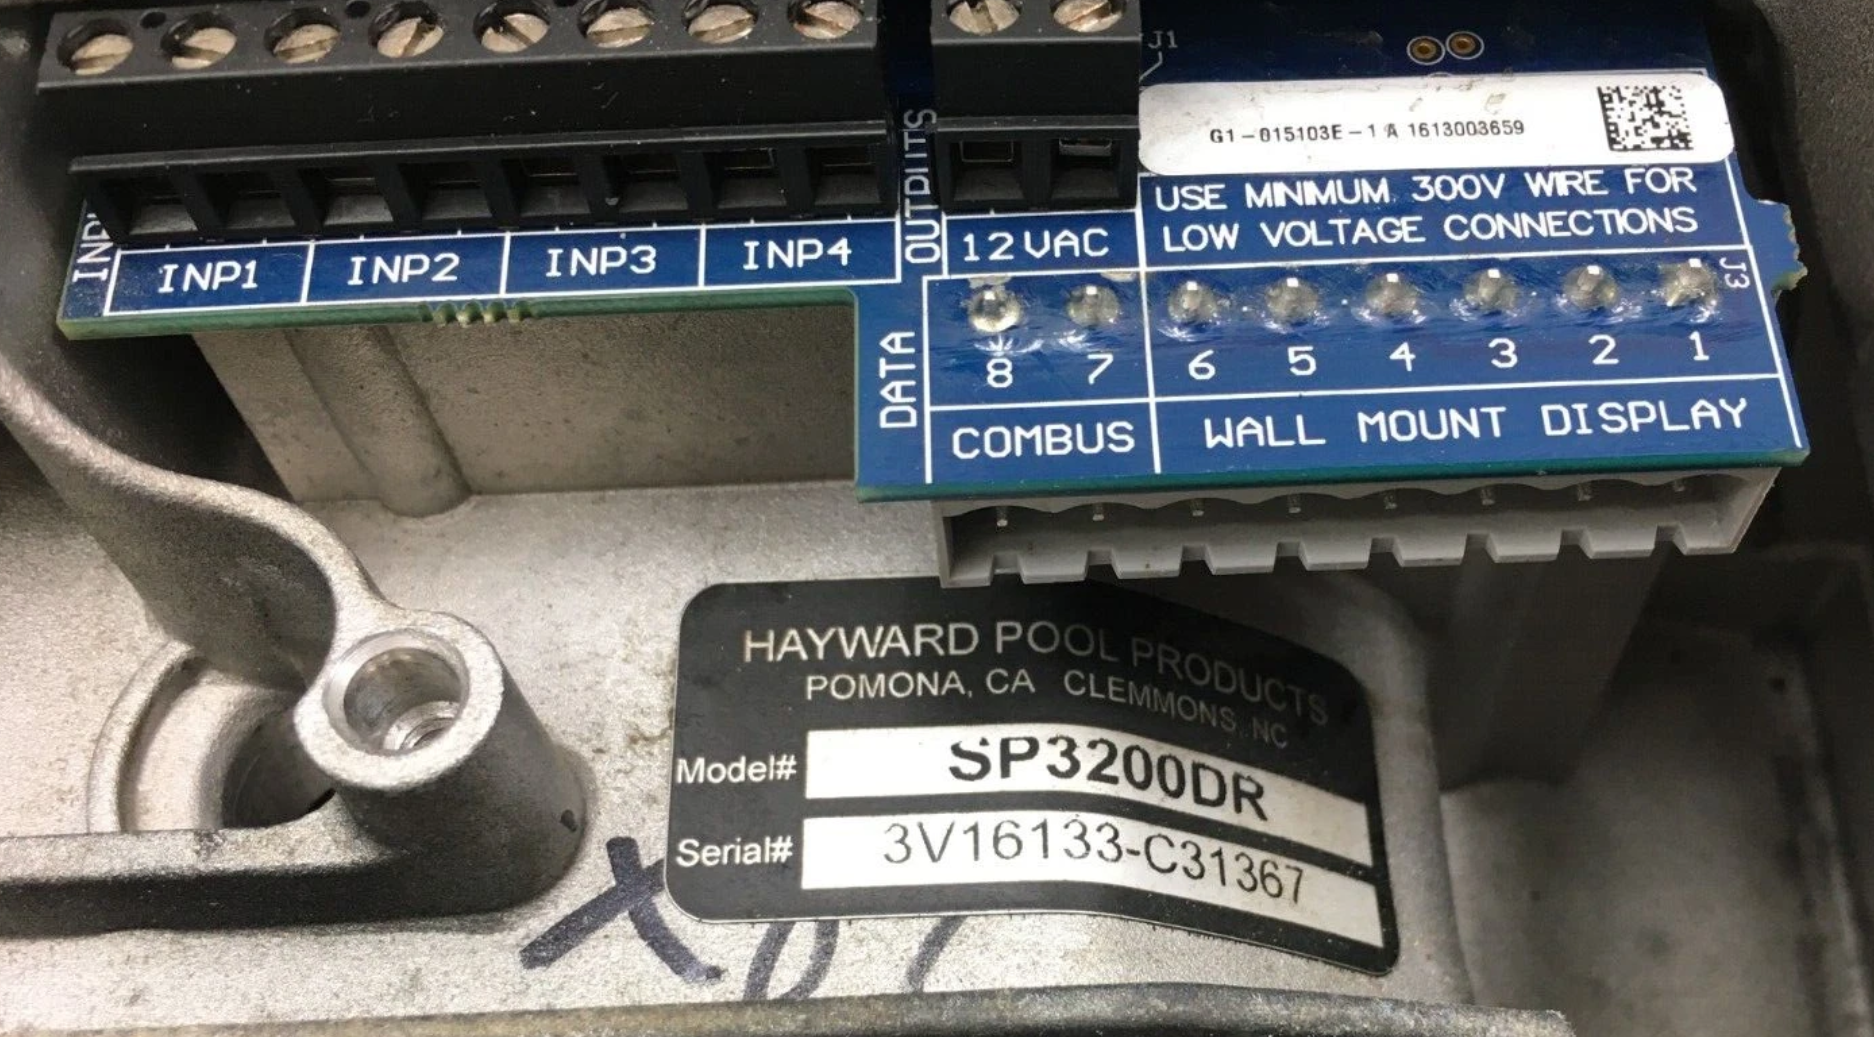 J1
G1-015103E-1 A 1613003659
USE MINIMUM 300V WIRE FOR
LOW VOLTAGE CONNECTIONS
INP1 INP2 INP3 INP4
12VAC
J3
DATA
8 7 6 5 4 3 2 1
COMBUS WALL MOUNT DISPLAY
HAYWARD POOL PRODUCTS
POMONA, CA CLEMMONS, NC
Model# SP3200DR
Serial# 3V16133-C31367